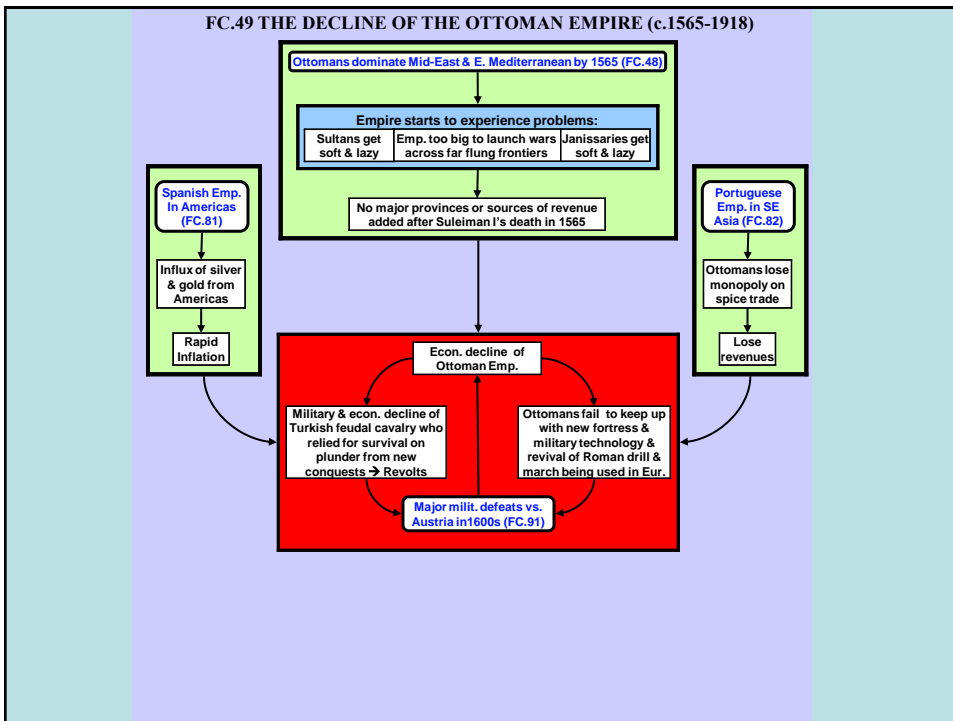 FC.49 THE DECLINE OF THE OTTOMAN EMPIRE (c.1565-1918)
Ottomans dominate Mid-East & E. Mediterranean by 1565 (FC.48)
Empire starts to experience problems:
Sultans get
soft & lazy
Emp. too big to launch wars
across far flung frontiers
Janissaries get
soft & lazy
No major provinces or sources of revenue
added after Suleiman I's death in 1565
Spanish Emp.
In Americas
(FC.81)
Influx of silver
& gold from
Americas
Rapid
Inflation
Portuguese
Emp. in SE
Asia (FC.82)
Ottomans lose
monopoly on
spice trade
Lose
revenues
Econ. decline of
Ottoman Emp.
Military & econ. decline of
Turkish feudal cavalry who
relied for survival on
plunder from new
conquests → Revolts
Ottomans fail to keep up
with new fortress &
military technology &
revival of Roman drill &
march being used in Eur.
Major milit. defeats vs.
Austria in1600s (FC.91)